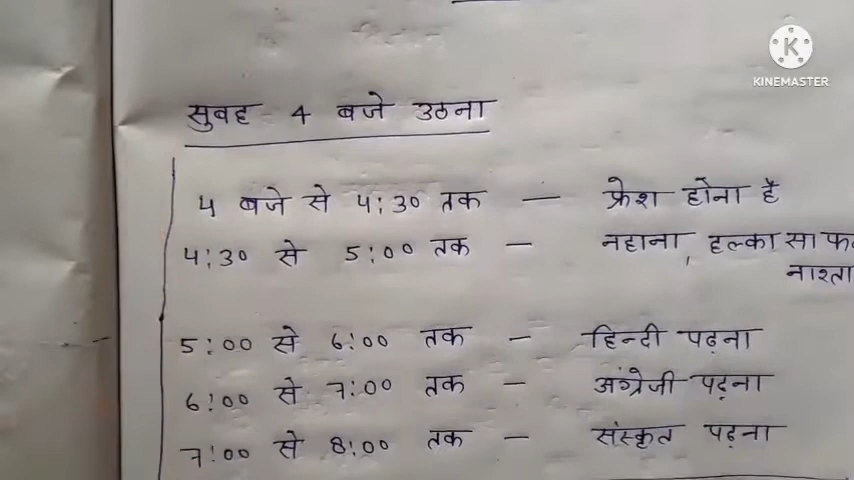 KINEMASTER
सुबह - 4 बजे उठना
4 बजे से 4:30 तक — फ्रेश होना है
4:30 से 5:00 तक — नहाना, हल्का सा
नाश्ता
5:00 से 6:00 तक — हिन्दी पढ़ना
6:00 से 7:00 तक — अंग्रेजी पढ़ना
7:00 से 8:00 तक — संस्कृत पढ़ना